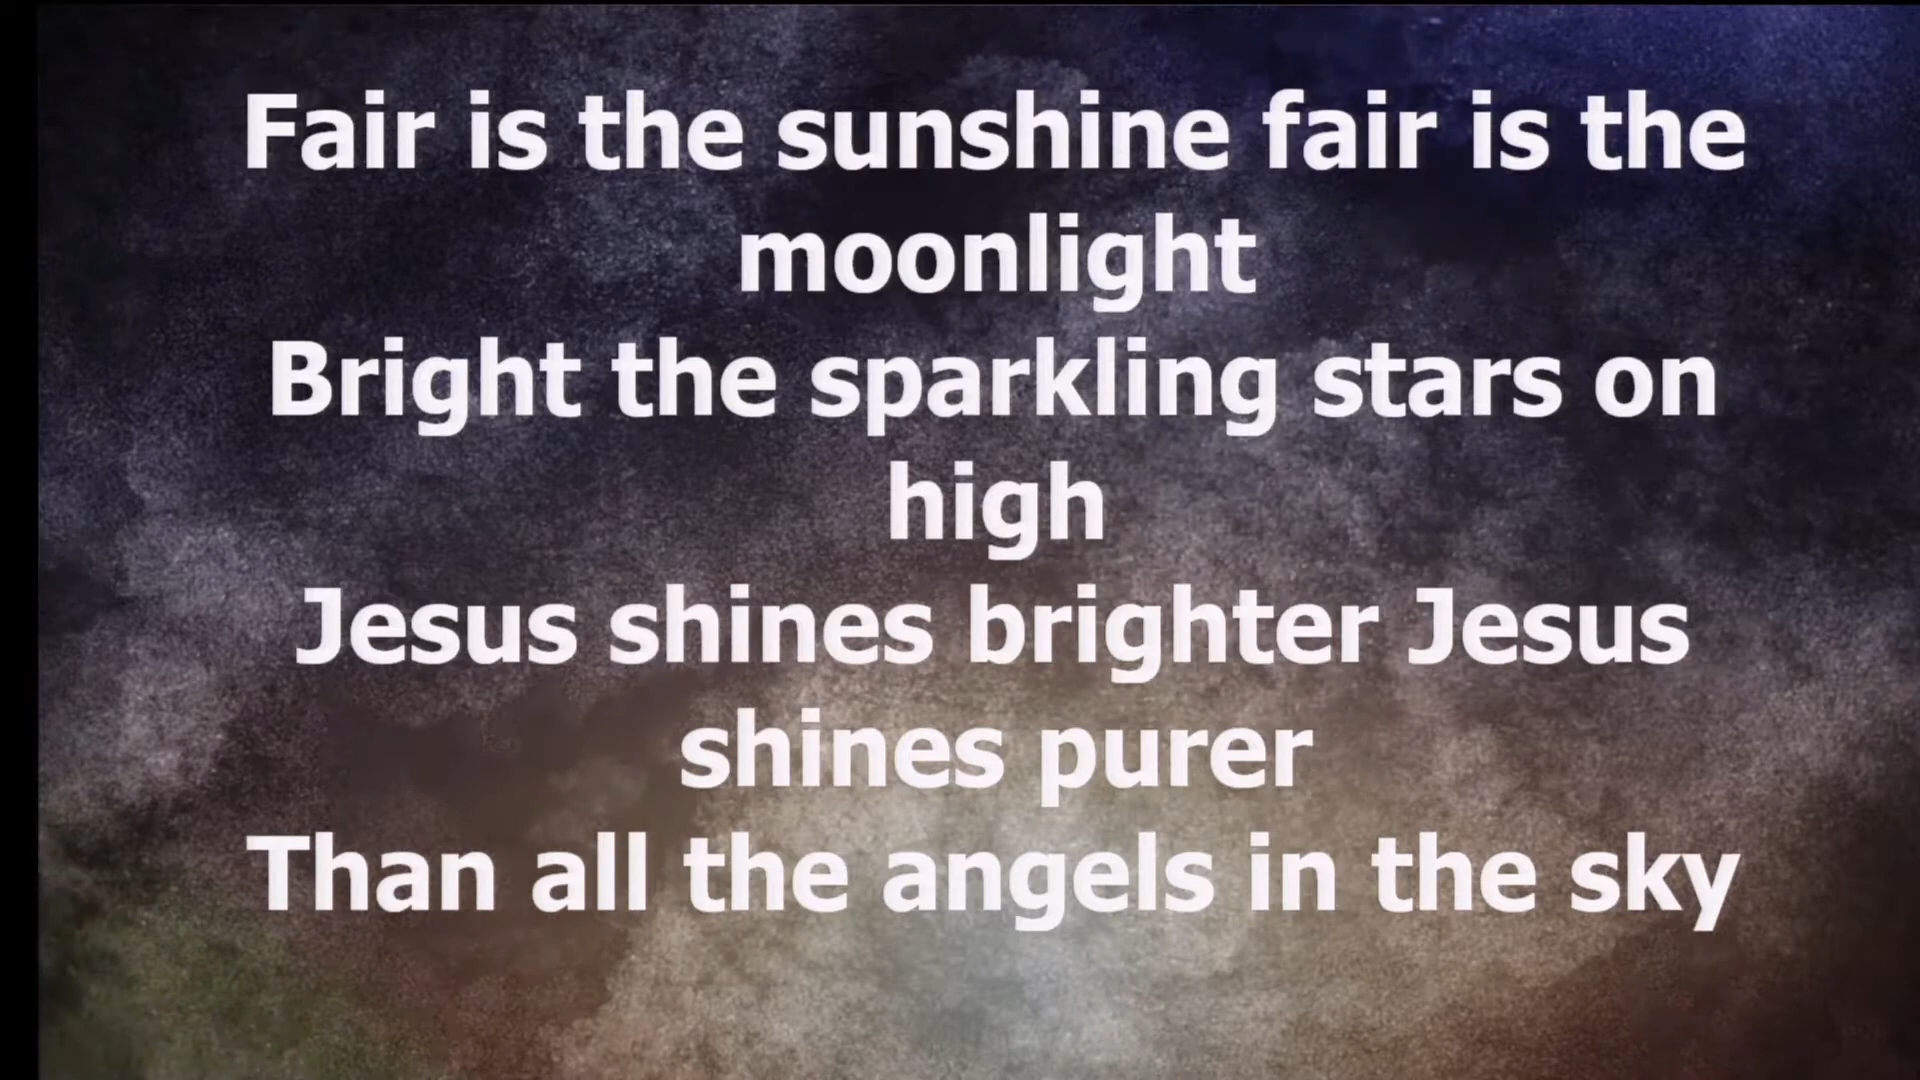 Fair is the sunshine fair is the
moonlight
Bright the sparkling stars on
high
Jesus shines brighter Jesus
shines purer
Than all the angels in the sky